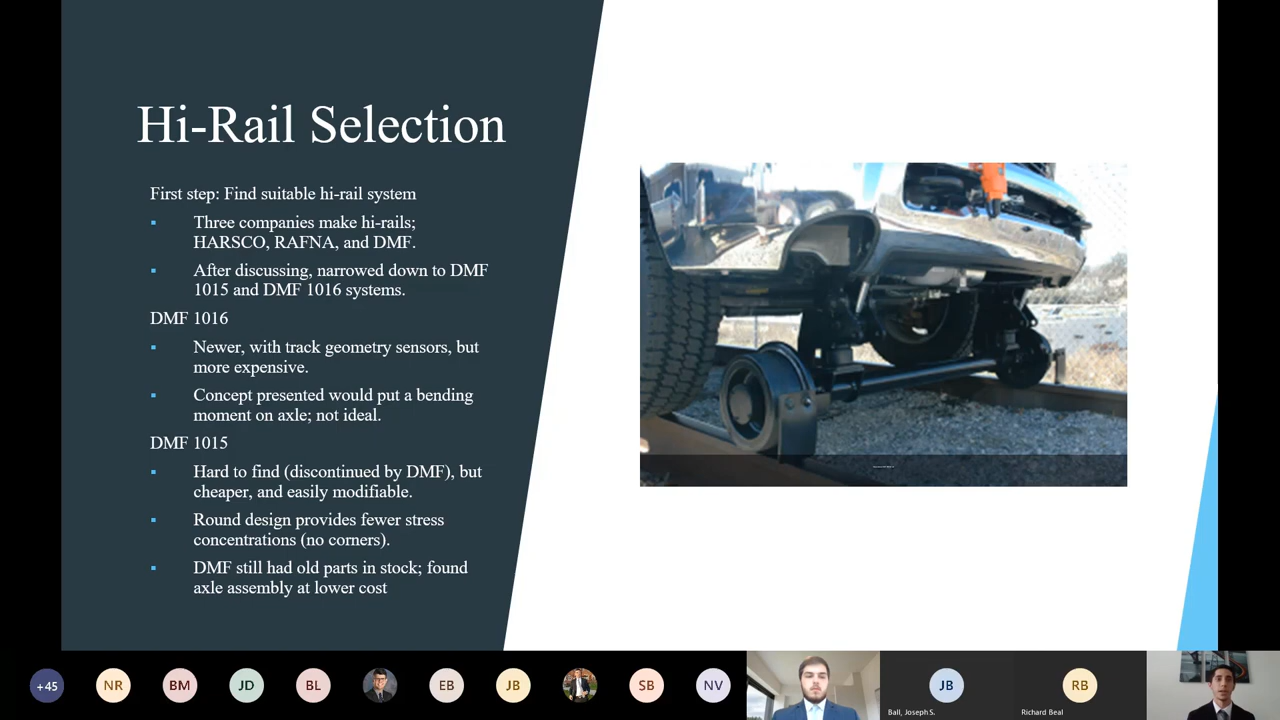 Hi-Rail Selection
First step: Find suitable hi-rail system
Three companies make hi-rails;
HARSCO, RAFNA, and DMF.
After discussing, narrowed down to DMF
1015 and DMF 1016 systems.
DMF 1016
Newer, with track geometry sensors, but
more expensive.
Concept presented would put a bending
moment on axle; not ideal.
DMF 1015
Hard to find (discontinued by DMF), but
cheaper, and easily modifiable.
Round design provides fewer stress
concentrations (no corners).
DMF still had old parts in stock; found
axle assembly at lower cost
+45
NR
BM
JD
BL
EB
JB
SB
NV
JB
RB
Ball, Joseph S.
Richard Beal